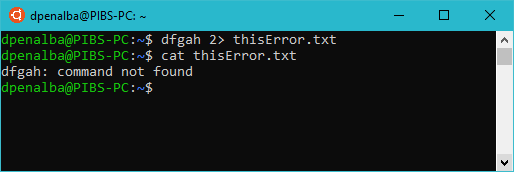 dpenalba@PIBS-PC: ~
dpenalba@PIBS-PC:~$ dfgah 2> thisError.txt
dpenalba@PIBS-PC:~$ cat thisError.txt
dfgah: command not found
dpenalba@PIBS-PC:~$